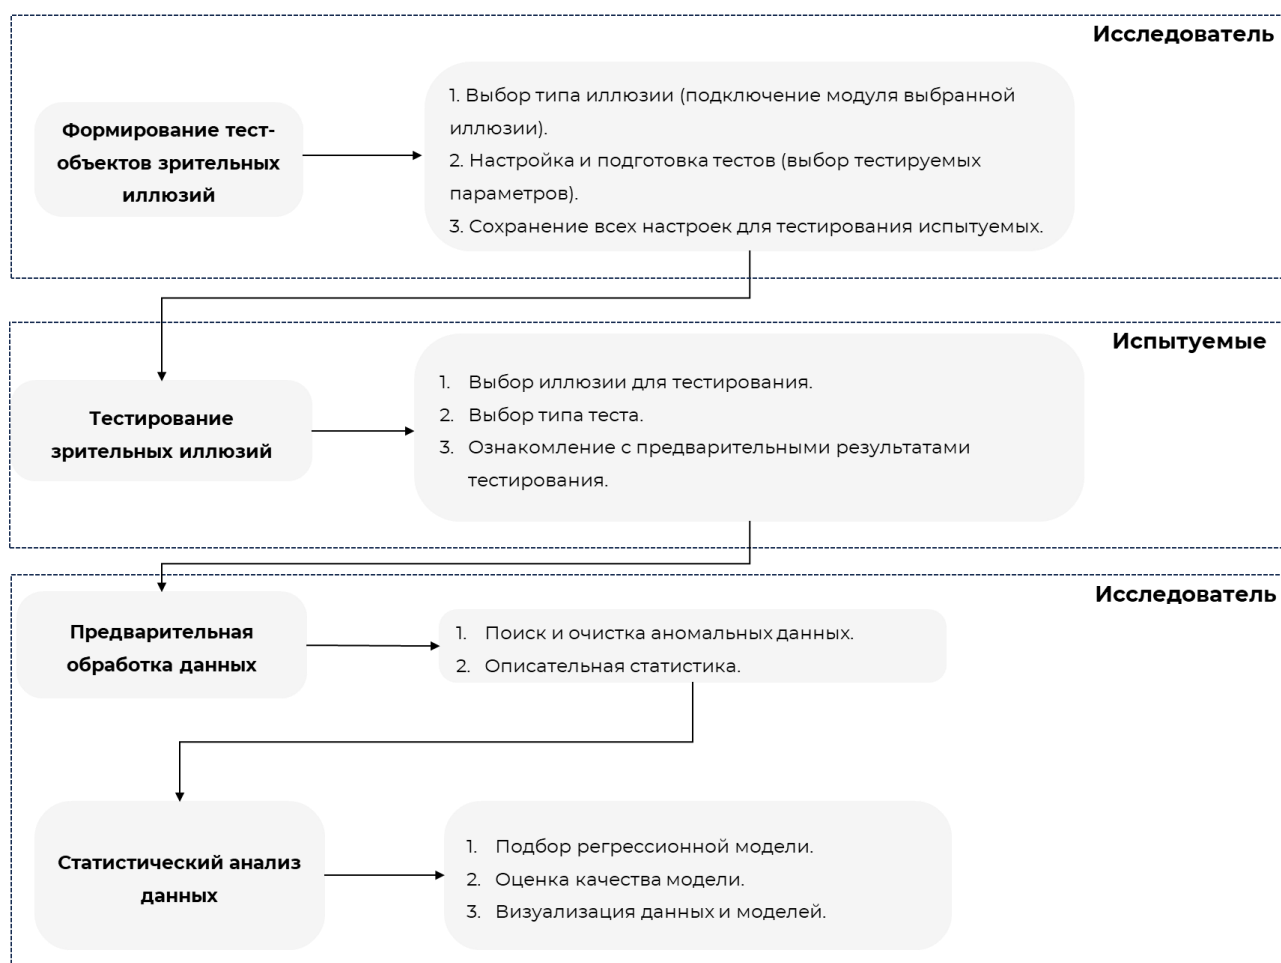 Исследователь
Формирование тест-
объектов зрительных
иллюзий
1. Выбор типа иллюзии (подключение модуля выбранной
иллюзии).
2. Настройка и подготовка тестов (выбор тестируемых
параметров).
3. Сохранение всех настроек для тестирования испытуемых.
Испытуемые
Тестирование
зрительных иллюзий
1. Выбор иллюзии для тестирования.
2. Выбор типа теста.
3. Ознакомление с предварительными результатами
тестирования.
Исследователь
Предварительная
обработка данных
1. Поиск и очистка аномальных данных.
2. Описательная статистика.
Статистический анализ
данных
1. Подбор регрессионной модели.
2. Оценка качества модели.
3. Визуализация данных и моделей.